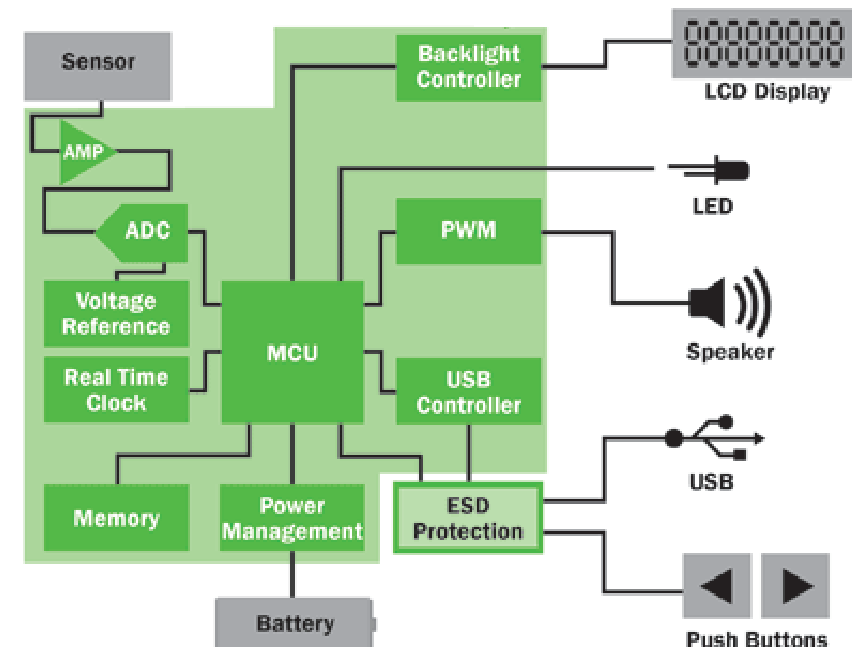 Sensor
Backlight
Controller
LCD Display
AMP
LED
ADC
PWM
Voltage
Reference
MCU
Speaker
Real Time
Clock
USB
Controller
USB
Memory
Power
Management
ESD
Protection
Battery
Push Buttons